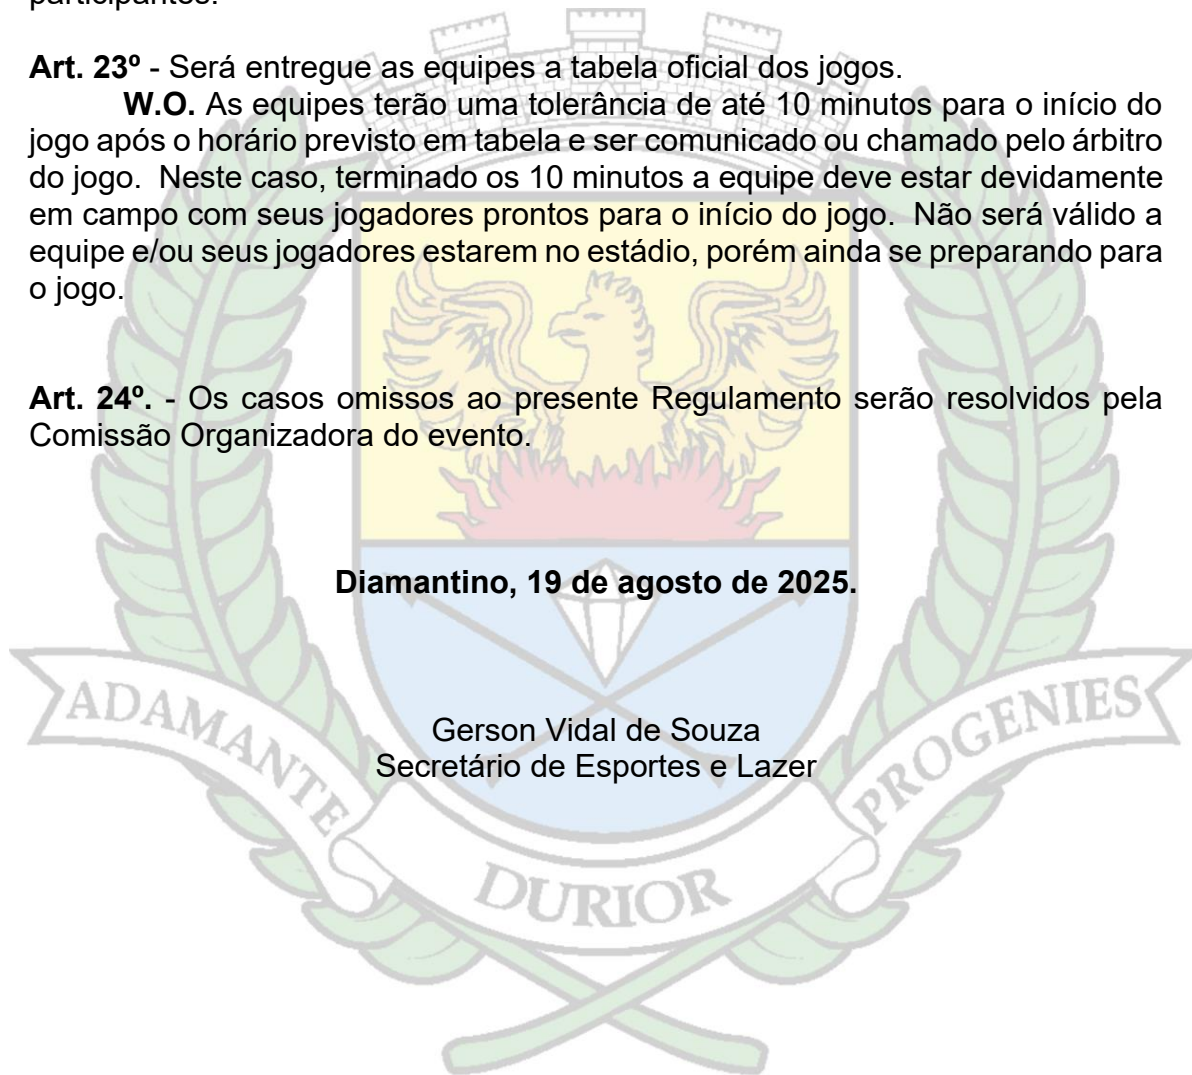 participantes.
Art. 23º - Será entregue as equipes a tabela oficial dos jogos.
W.O. As equipes terão uma tolerância de até 10 minutos para o início do
jogo após o horário previsto em tabela e ser comunicado ou chamado pelo árbitro
do jogo. Neste caso, terminado os 10 minutos a equipe deve estar devidamente
em campo com seus jogadores prontos para o início do jogo. Não será válido a
equipe e/ou seus jogadores estarem no estádio, porém ainda se preparando para
o jogo.
Art. 24º. - Os casos omissos ao presente Regulamento serão resolvidos pela
Comissão Organizadora do evento.
Diamantino, 19 de agosto de 2025.
Gerson Vidal de Souza
Secretário de Esportes e Lazer
ADAMANTE
DURIOR
PROGENIES